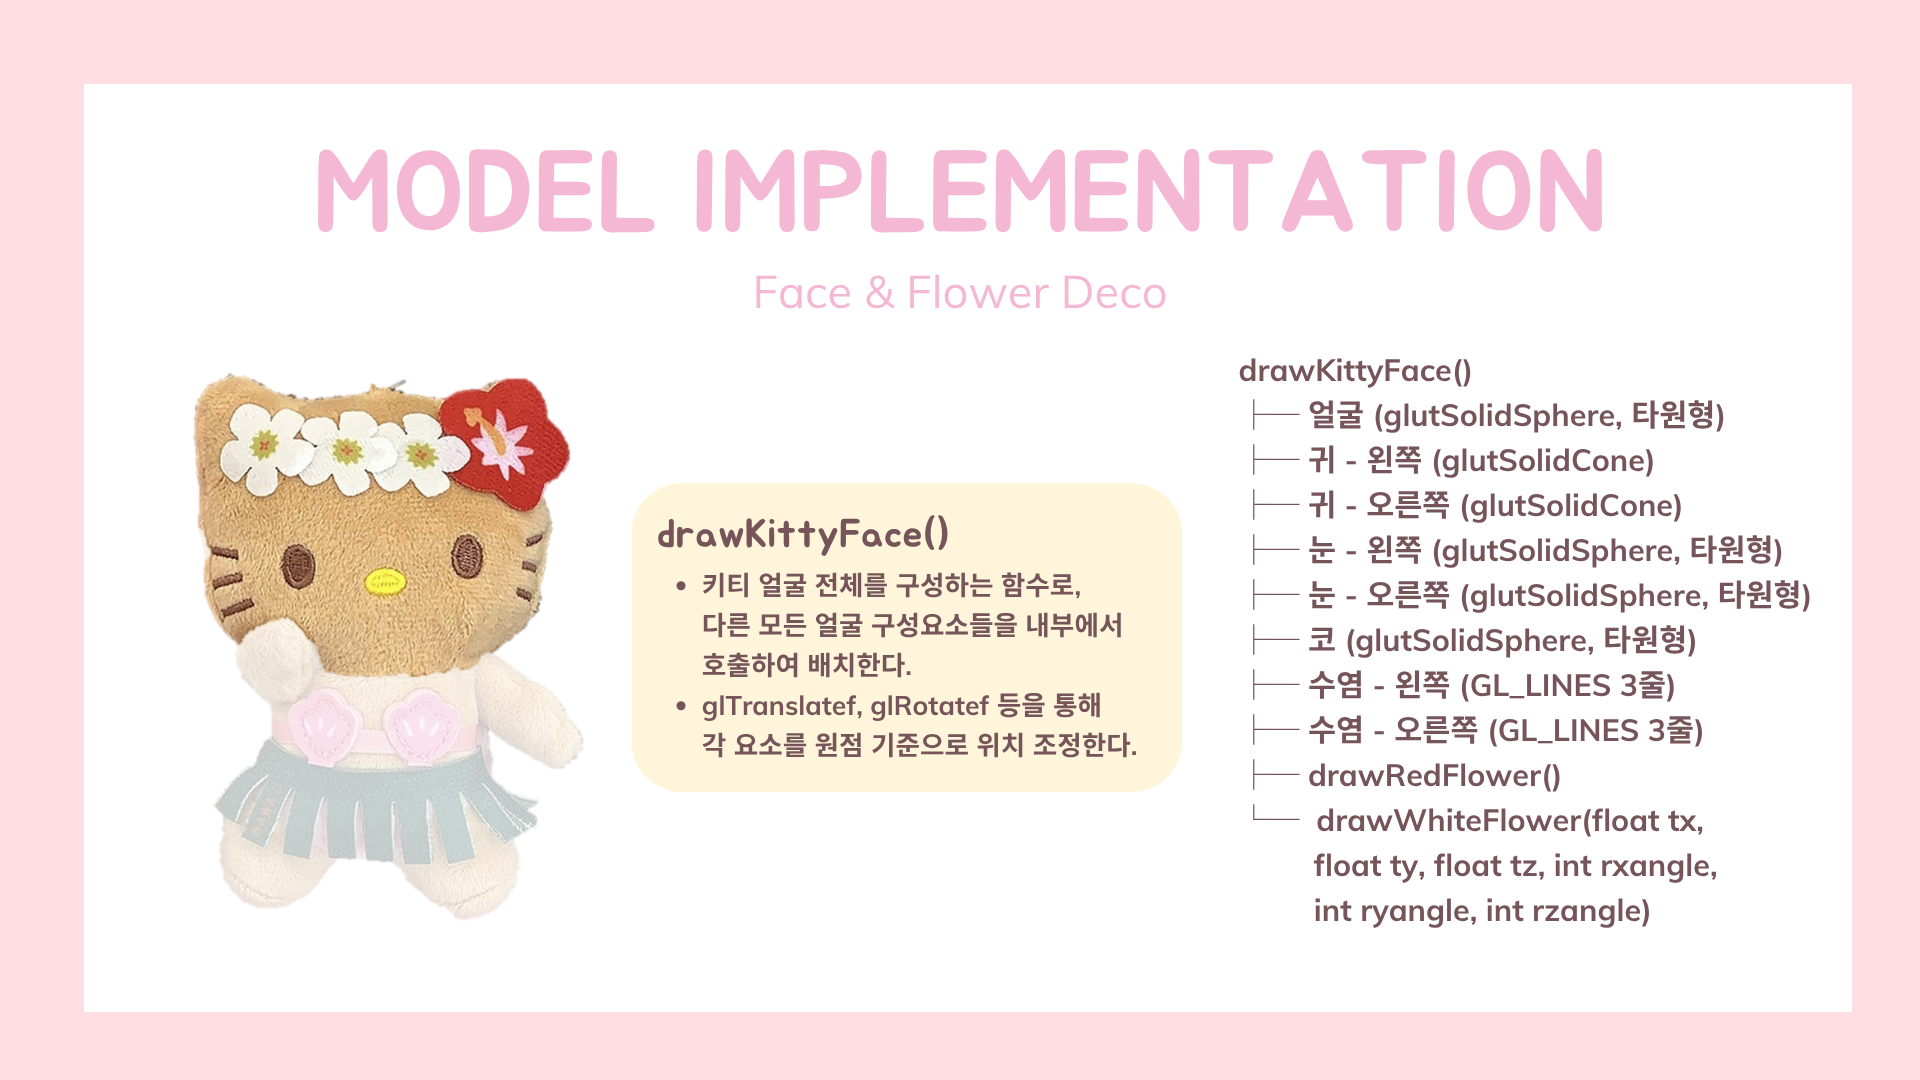 MODEL IMPLEMENTATION
Face & Flower Deco
drawKittyFace()
• 키티 얼굴 전체를 구성하는 함수로,
다른 모든 얼굴 구성요소들을 내부에서
호출하여 배치한다.
• glTranslatef, glRotatef 등을 통해
각 요소를 원점 기준으로 위치 조정한다.
drawKittyFace()
├── 얼굴 (glutSolidSphere, 타원형)
├── 귀 - 왼쪽 (glutSolidCone)
├── 귀 - 오른쪽 (glutSolidCone)
├── 눈 - 왼쪽 (glutSolidSphere, 타원형)
├── 눈 - 오른쪽 (glutSolidSphere, 타원형)
├── 코 (glutSolidSphere, 타원형)
├── 수염 - 왼쪽 (GL_LINES 3줄)
├── 수염 - 오른쪽 (GL_LINES 3줄)
├── drawRedFlower()
└── drawWhiteFlower(float tx,
float ty, float tz, int rxangle,
int ryangle, int rzangle)